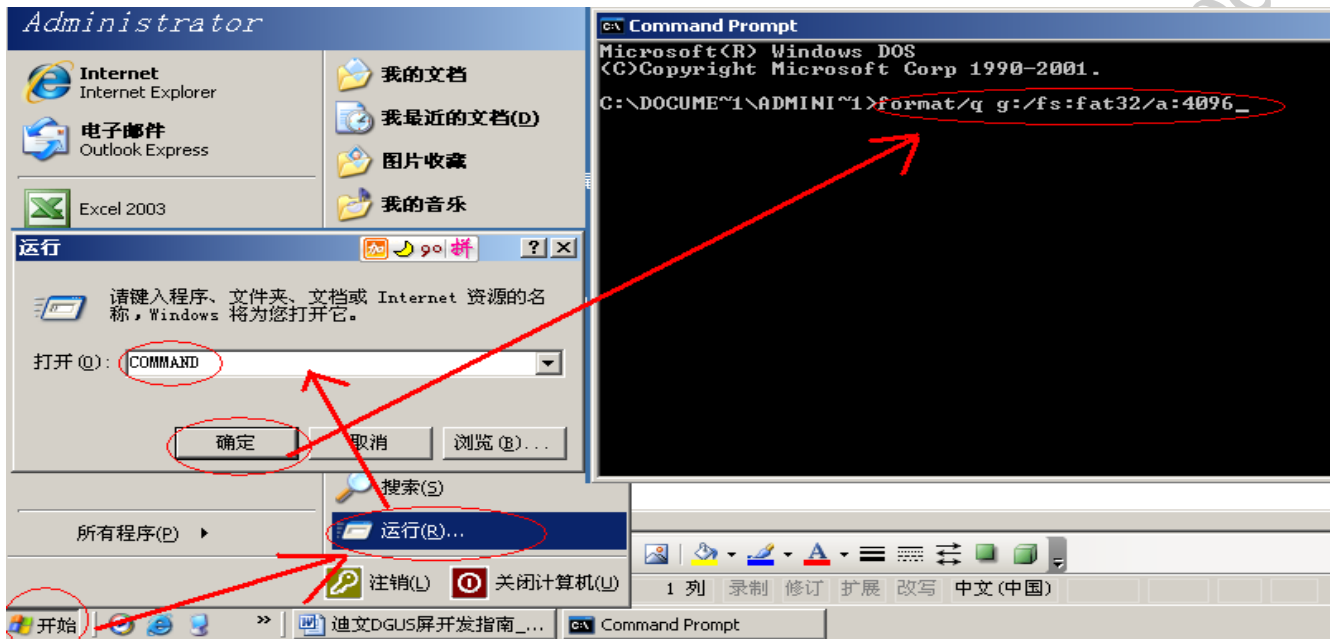 Administrator
Internet
Internet Explorer
电子邮件
Outlook Express
Excel 2003
我的文档
我最近的文档(D)
图片收藏
我的音乐
运行
拼
请键入程序、文件夹、文档或 Internet 资源的名
称,Windows 将为您打开它。
打开(O):
COMMAND
确定
取消
浏览(B)...
搜索(S)
所有程序(P)
运行(R)...
注销(L)
关闭计算机(U)
Command Prompt
Microsoft(R) Windows DOS
(C)Copyright Microsoft Corp 1990-2001.
C:\DOCUME~1\ADMINI~1>format/q g:/fs:fat32/a:4096_
1 列 录制 修订 扩展 改写 中文(中国)
开始
迪文DGUS屏开发指南_...
Command Prompt